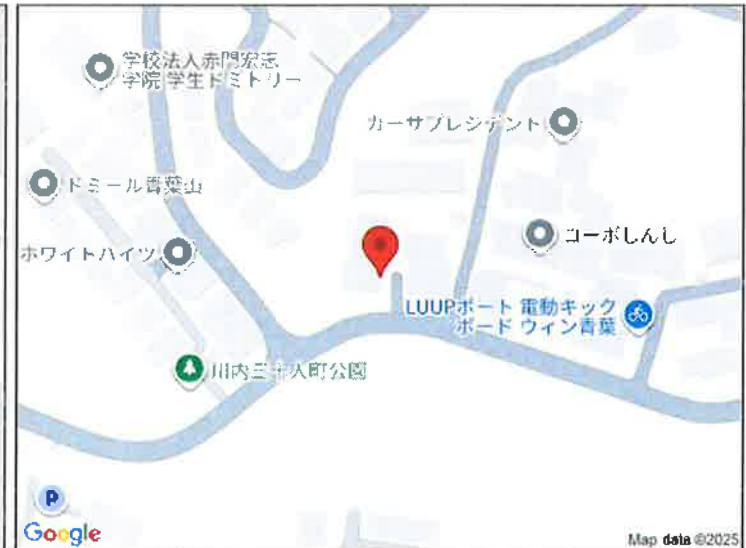 学校法人赤門宏志
学院 学生ドミトリー
カーサプレジデント
ドミール青葉山
ホワイトハイツ
コーポしんし
LUUPポート 電動キック
ボード ウィン青葉
川内三十人町公園
P
Google
Map data ©2025